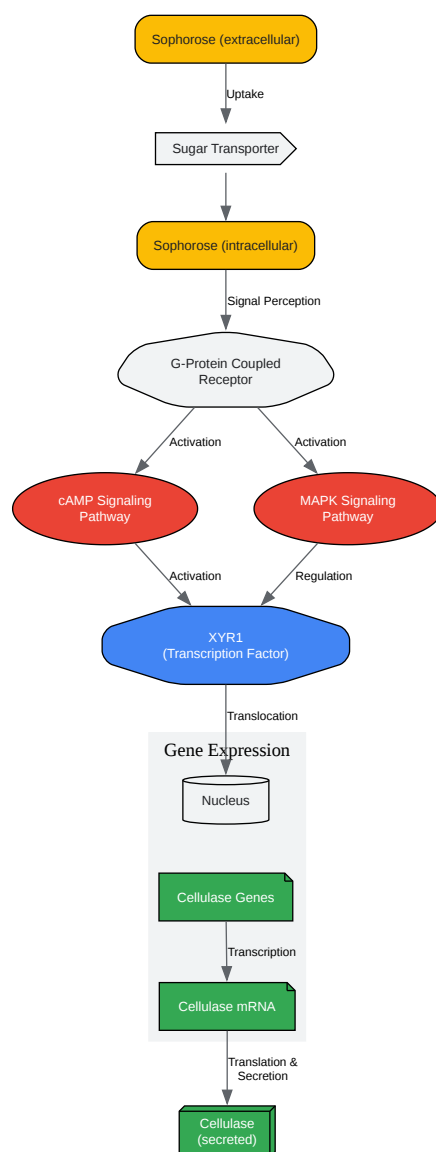 Sophorose (extracellular)
Uptake
Sugar Transporter
Sophorose (intracellular)
Signal Perception
G-Protein Coupled
Receptor
Activation
Activation
cAMP Signaling
Pathway
MAPK Signaling
Pathway
Activation
Regulation
XYR1
(Transcription Factor)
Translocation
Gene Expression
Nucleus
Cellulase Genes
Transcription
Cellulase mRNA
Translation &
Secretion
Cellulase
(secreted)